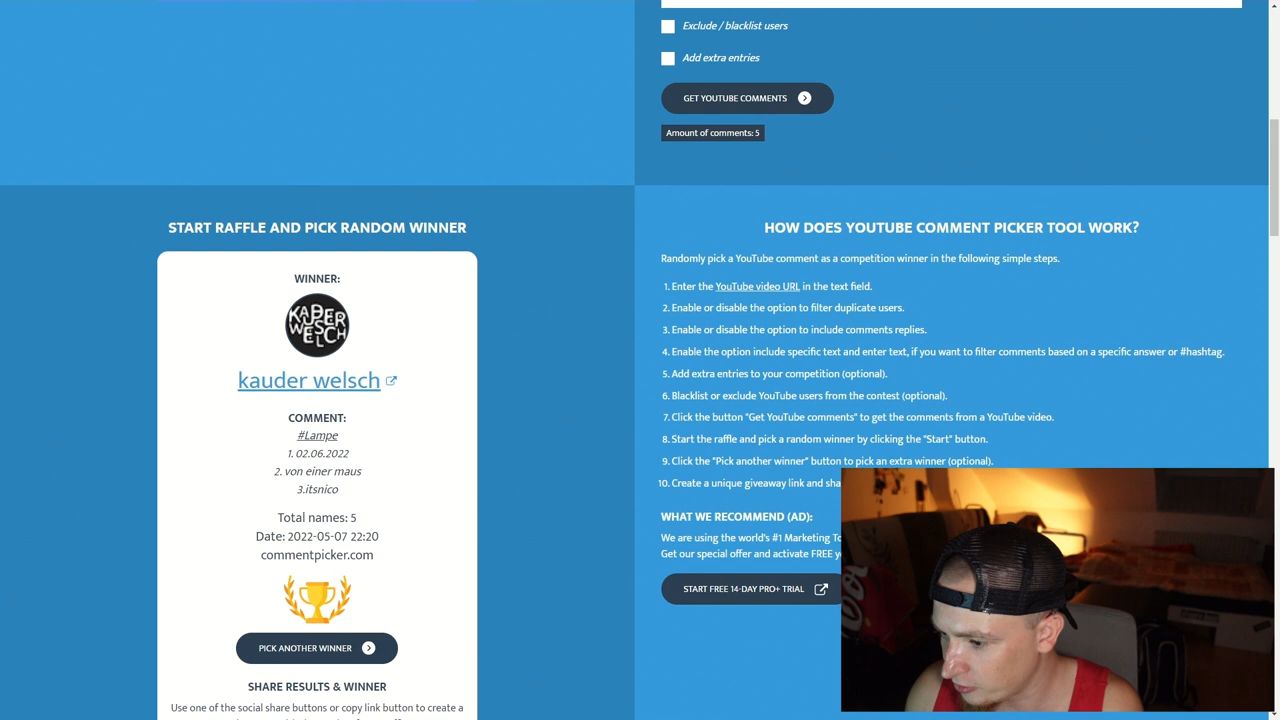 Exclude / blacklist users
Add extra entries
GET YOUTUBE COMMENTS
Amount of comments: 5
START RAFFLE AND PICK RANDOM WINNER
WINNER:
KAUDER
WELSCH
kauder welsch
COMMENT:
#Lampe
1. 02.06.2022
2. von einer maus
3.itsnico
Total names: 5
Date: 2022-05-07 22:20
commentpicker.com
PICK ANOTHER WINNER
SHARE RESULTS & WINNER
Use one of the social share buttons or copy link button to create a
HOW DOES YOUTUBE COMMENT PICKER TOOL WORK?
Randomly pick a YouTube comment as a competition winner in the following simple steps.
1. Enter the YouTube video URL in the text field.
2. Enable or disable the option to filter duplicate users.
3. Enable or disable the option to include comments replies.
4. Enable the option include specific text and enter text, if you want to filter comments based on a specific answer or #hashtag.
5. Add extra entries to your competition (optional).
6. Blacklist or exclude YouTube users from the contest (optional).
7. Click the button "Get YouTube comments" to get the comments from a YouTube video.
8. Start the raffle and pick a random winner by clicking the "Start" button.
9. Click the "Pick another winner" button to pick an extra winner (optional).
10. Create a unique giveaway link and sha
WHAT WE RECOMMEND (AD):
We are using the world's #1 Marketing To
Get our special offer and activate FREE y
START FREE 14-DAY PRO+ TRIAL